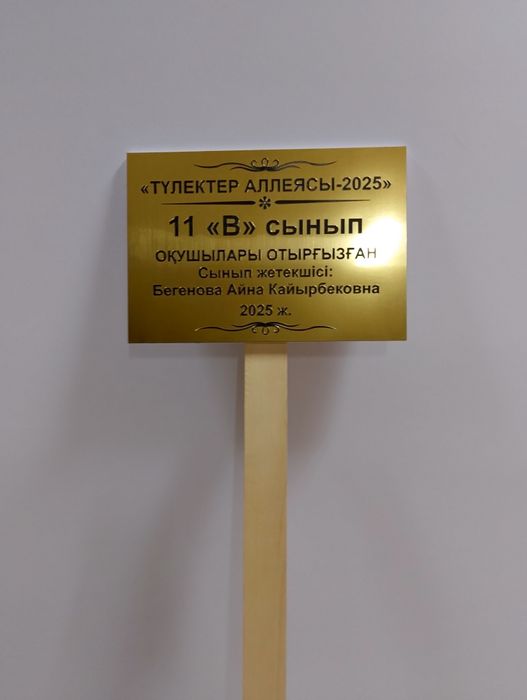 «ТҮЛЕКТЕР АЛЛЕЯСЫ-2025»
11 «В» сынып
ОҚУШЫЛАРЫ ОТЫРҒЫЗҒАН
Сынып жетекшісі:
Бегенова Айна Кайырбековна
2025 ж.